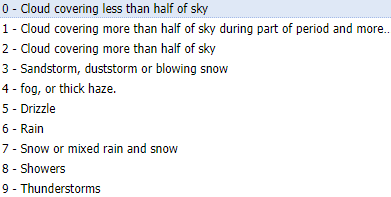 0 - Cloud covering less than half of sky
1 - Cloud covering more than half of sky during part of period and more..
2 - Cloud covering more than half of sky
3 - Sandstorm, duststorm or blowing snow
4 - fog, or thick haze.
5 - Drizzle
6 - Rain
7 - Snow or mixed rain and snow
8 - Showers
9 - Thunderstorms